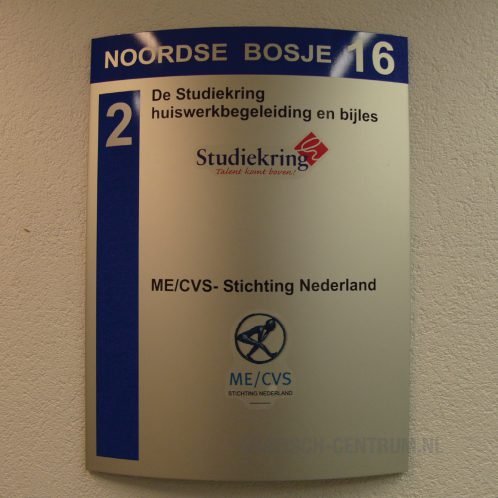 NOORDSE BOSJE 16
2
De Studiekring
huiswerkbegeleiding en bijles
Studiekring
Talent komt boven!
ME/CVS- Stichting Nederland
ME/CVS
STICHTING NEDERLAND